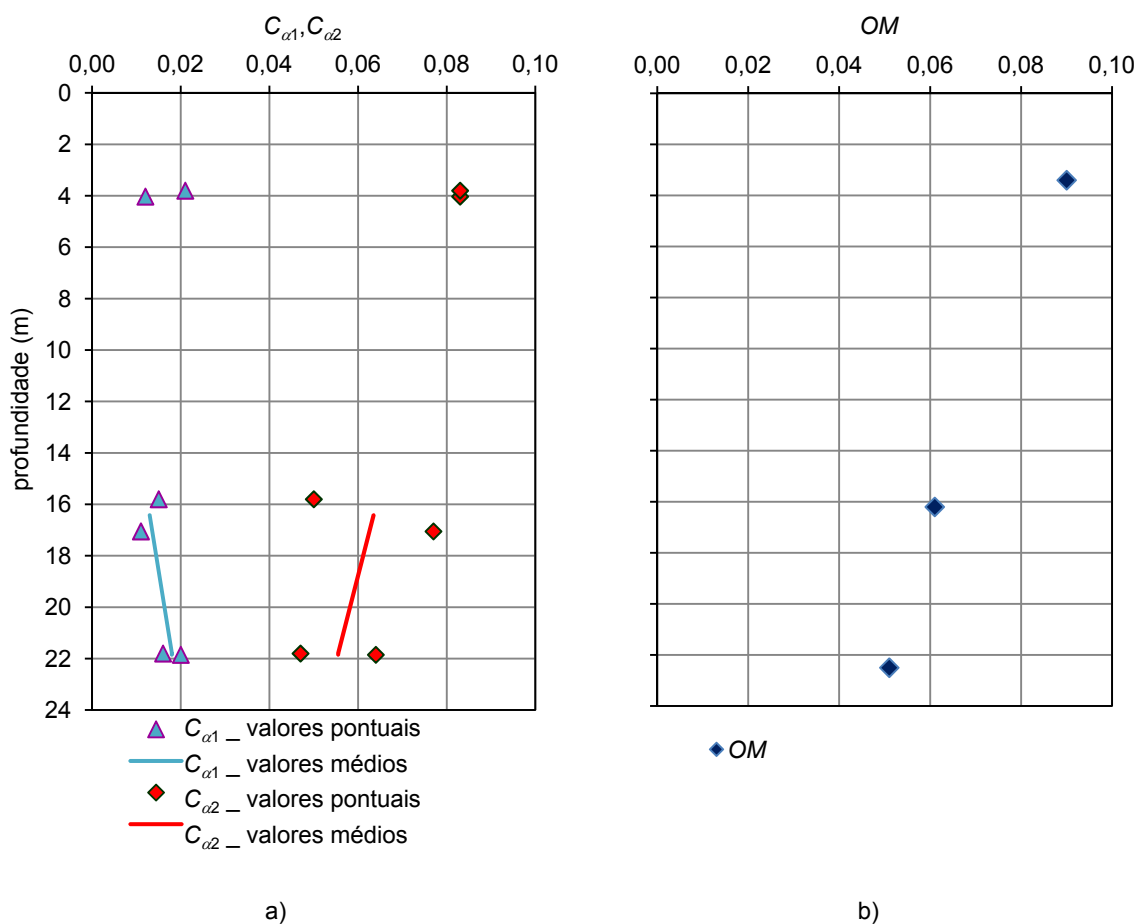 Cα1,Cα2
0,00 0,02 0,04 0,06 0,08 0,10
0
2
4
6
8
10
12
14
16
18
20
22
24
profundidade (m)
Cα1 _ valores pontuais
Cα1 _ valores médios
Cα2 _ valores pontuais
Cα2 _ valores médios
a)
OM
0,00 0,02 0,04 0,06 0,08 0,10
OM
b)